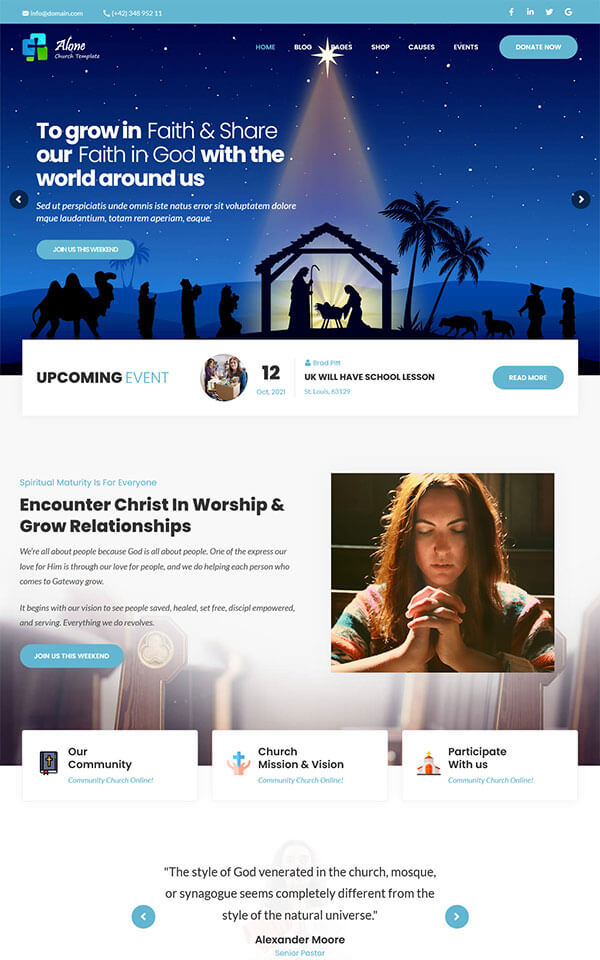 info@domain.com (+42) 348 952 11
Alone
Church Template
HOME BLOG PAGES SHOP CAUSES EVENTS DONATE NOW
To grow in Faith & Share
our Faith in God with the
world around us
Sed ut perspiciatis unde omnis iste natus error sit voluptatem dolore
mque laudantium, totam rem aperiam, eaque.
JOIN US THIS WEEKEND
UPCOMING EVENT
12
Oct, 2021
Brad Pitt
UK WILL HAVE SCHOOL LESSON
St. Louis, 63129
READ MORE
Spiritual Maturity Is For Everyone
Encounter Christ In Worship &
Grow Relationships
We're all about people because God is all about people. One of the express our
love for Him is through our love for people, and we do helping each person who
comes to Gateway grow.
It begins with our vision to see people saved, healed, set free, discipl empowered,
and serving. Everything we do revolves.
JOIN US THIS WEEKEND
Our
Community
Community Church Online!
Church
Mission & Vision
Community Church Online!
Participate
With us
Community Church Online!
"The style of God venerated in the church, mosque,
or synagogue seems completely different from the
style of the natural universe."
Alexander Moore
Senior Pastor